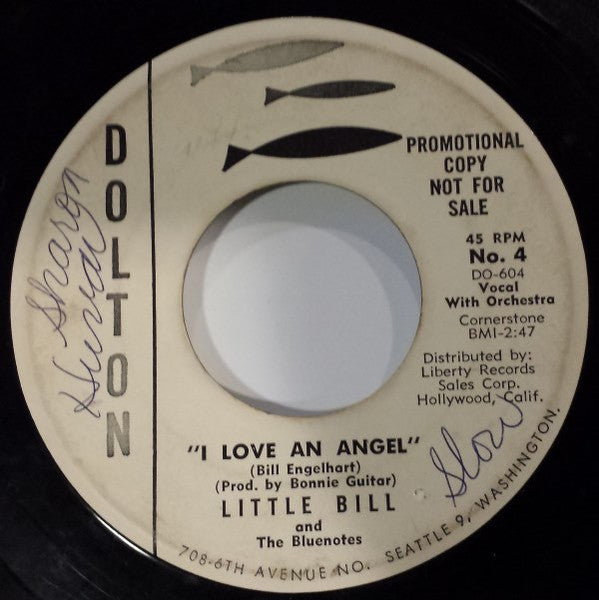 DOLTON
Sharon
PROMOTIONAL
COPY
NOT FOR
SALE
45 RPM
No. 4
DO-604
Vocal
With Orchestra
Cornerstone
BMI-2:47
Distributed by:
Liberty Records
Sales Corp.
Hollywood, Calif.
Slow
"I LOVE AN ANGEL"
(Bill Engelhart)
(Prod. by Bonnie Guitar)
LITTLE BILL
and
The Bluenotes
708-6TH AVENUE NO. SEATTLE 9, WASHINGTON.